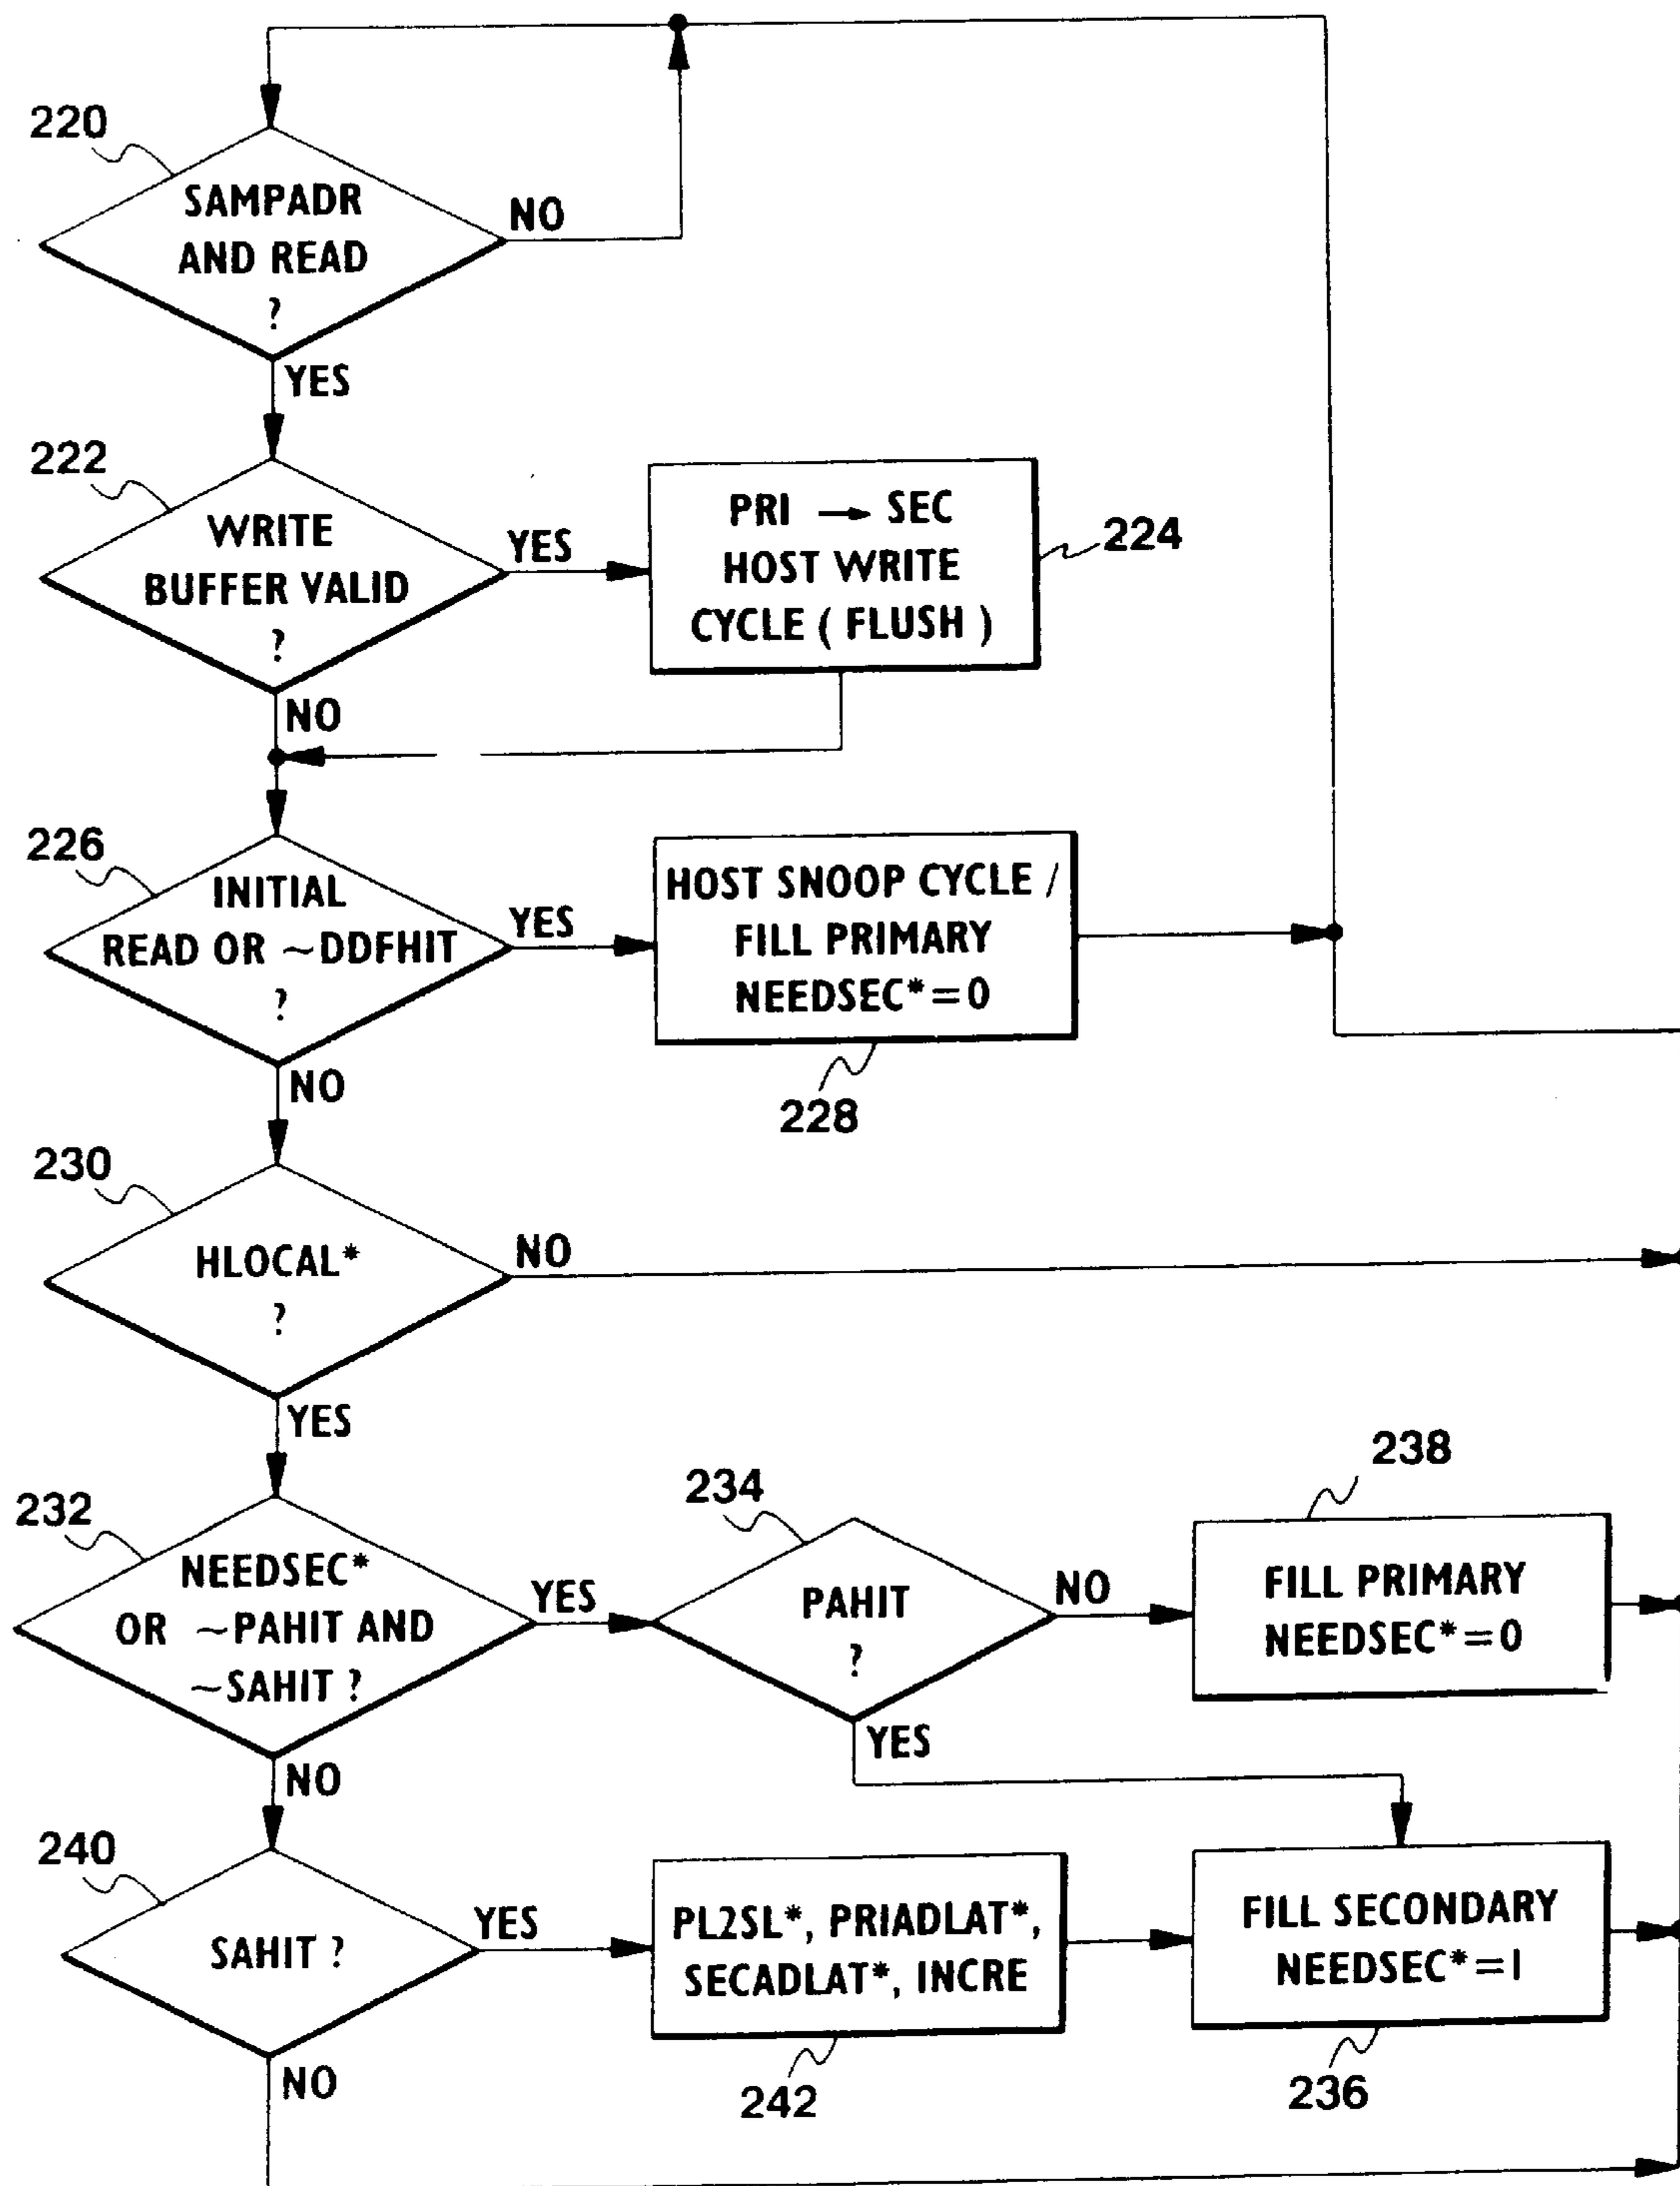 220
SAMPADR
AND READ
?
NO
YES
222
WRITE
BUFFER VALID
?
YES
PRI → SEC
HOST WRITE
CYCLE ( FLUSH )
224
NO
226
INITIAL
READ OR ~DDFHIT
?
YES
HOST SNOOP CYCLE /
FILL PRIMARY
NEEDSEC*=0
228
NO
230
HLOCAL*
?
NO
YES
232
NEEDSEC*
OR ~PAHIT AND
~SAHIT ?
YES
234
PAHIT
?
NO
238
FILL PRIMARY
NEEDSEC*=0
YES
NO
240
SAHIT ?
YES
PL2SL*, PRIADLAT*,
SECADLAT*, INCRE
242
FILL SECONDARY
NEEDSEC*=1
236
NO